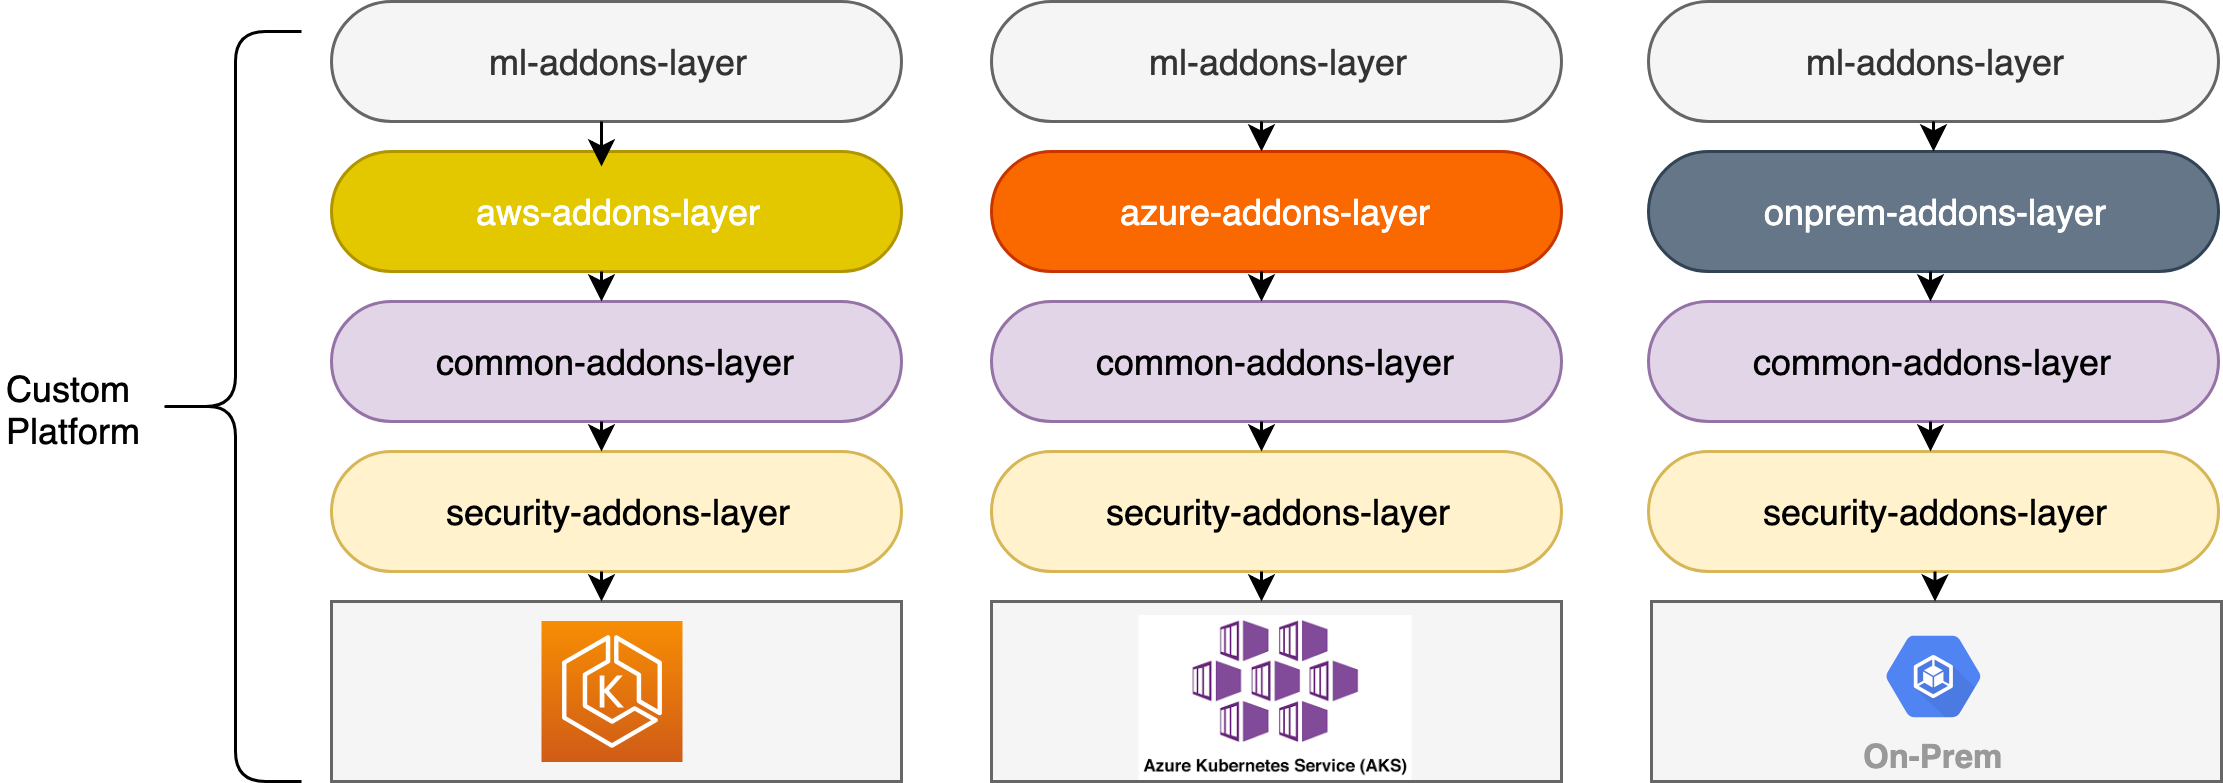 ml-addons-layer
ml-addons-layer
ml-addons-layer
aws-addons-layer
azure-addons-layer
onprem-addons-layer
common-addons-layer
common-addons-layer
common-addons-layer
Custom
Platform
security-addons-layer
security-addons-layer
security-addons-layer
K
Azure Kubernetes Service (AKS)
On-Prem